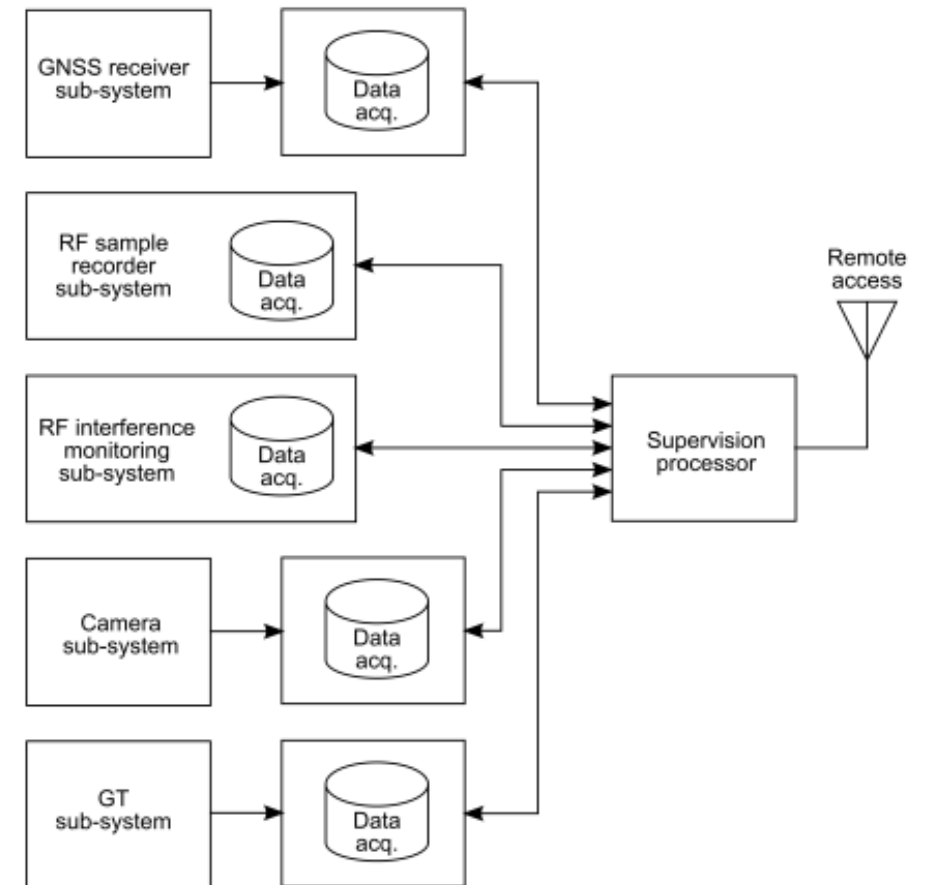 GNSS receiver
sub-system
Data
acq.
RF sample
recorder
sub-system
Data
acq.
Remote
access
RF interference
monitoring
sub-system
Data
acq.
Supervision
processor
Camera
sub-system
Data
acq.
GT
sub-system
Data
acq.